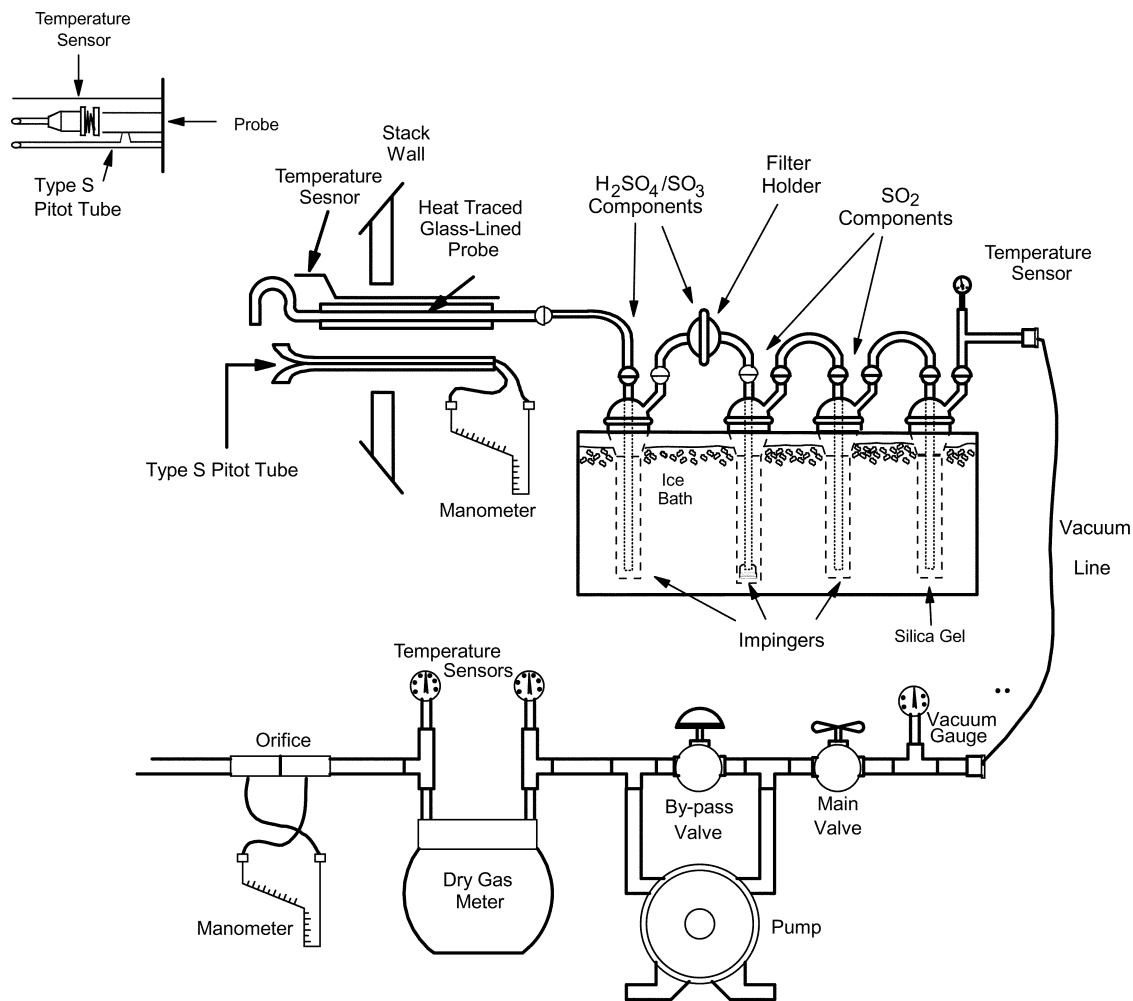 Temperature
Sensor
Probe
Type S
Pitot Tube
Stack
Wall
Temperature
Sesnor
Heat Traced
Glass-Lined
Probe
H₂SO₄/SO₃
Components
Filter
Holder
SO₂
Components
Temperature
Sensor
Type S Pitot Tube
Manometer
Ice
Bath
Vacuum
Line
Impingers
Silica Gel
Temperature
Sensors
Vacuum
Gauge
Orifice
By-pass
Valve
Main
Valve
Dry Gas
Meter
Manometer
Pump